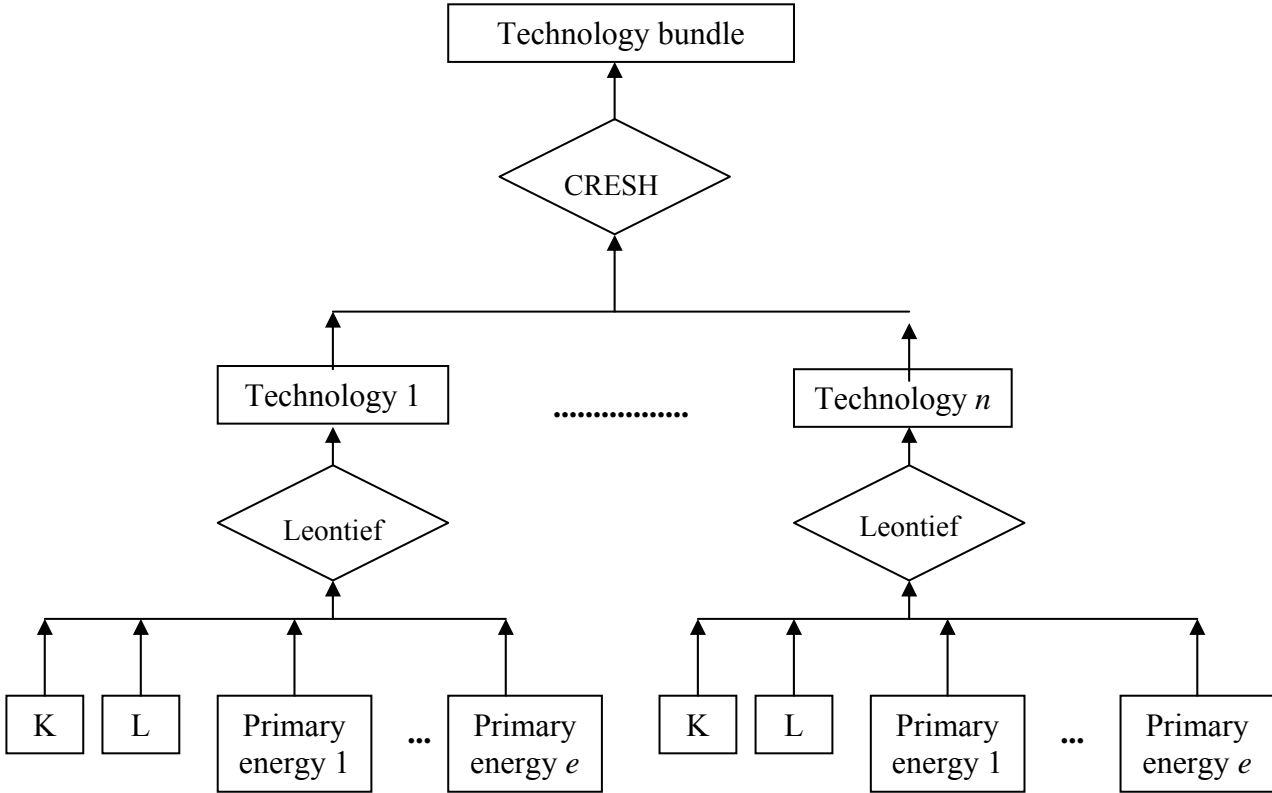 Technology bundle
CRESH
Technology 1
.................
Technology n
Leontief
Leontief
K
L
Primary
energy 1
...
Primary
energy e
K
L
Primary
energy 1
...
Primary
energy e